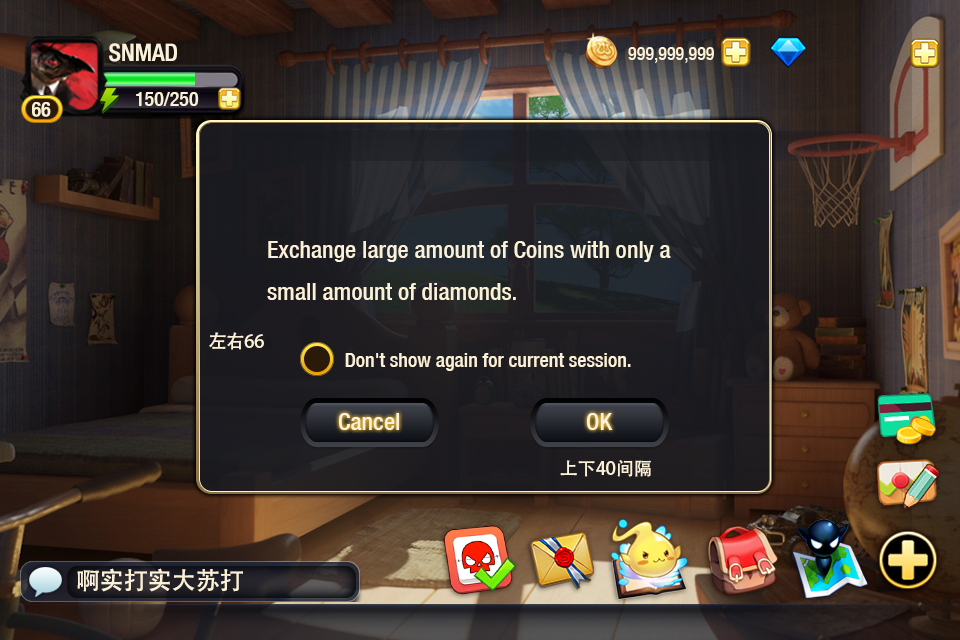 SNMAD
999,999,999
150/250
66
Exchange large amount of Coins with only a
small amount of diamonds.
左右66
Don't show again for current session.
Cancel
OK
上下40间隔
啊实打实大苏打